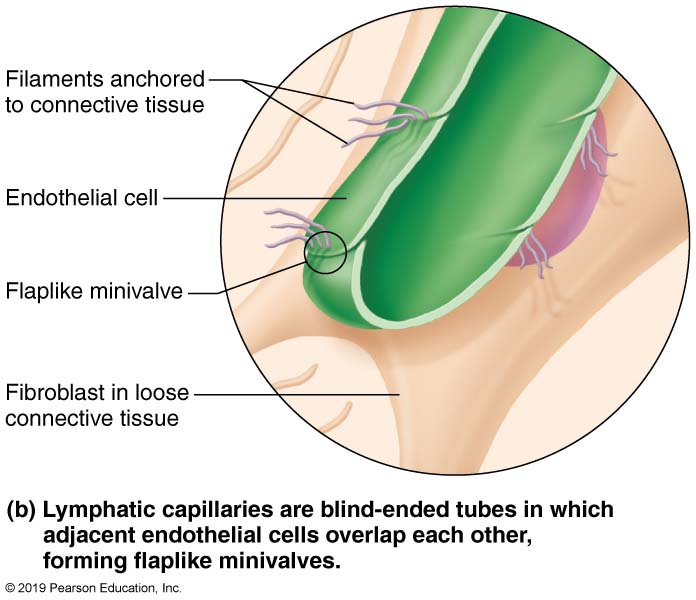 Filaments anchored
to connective tissue
Endothelial cell
Flaplike minivalve
Fibroblast in loose
connective tissue
(b) Lymphatic capillaries are blind-ended tubes in which
adjacent endothelial cells overlap each other,
forming flaplike minivalves.
© 2019 Pearson Education, Inc.